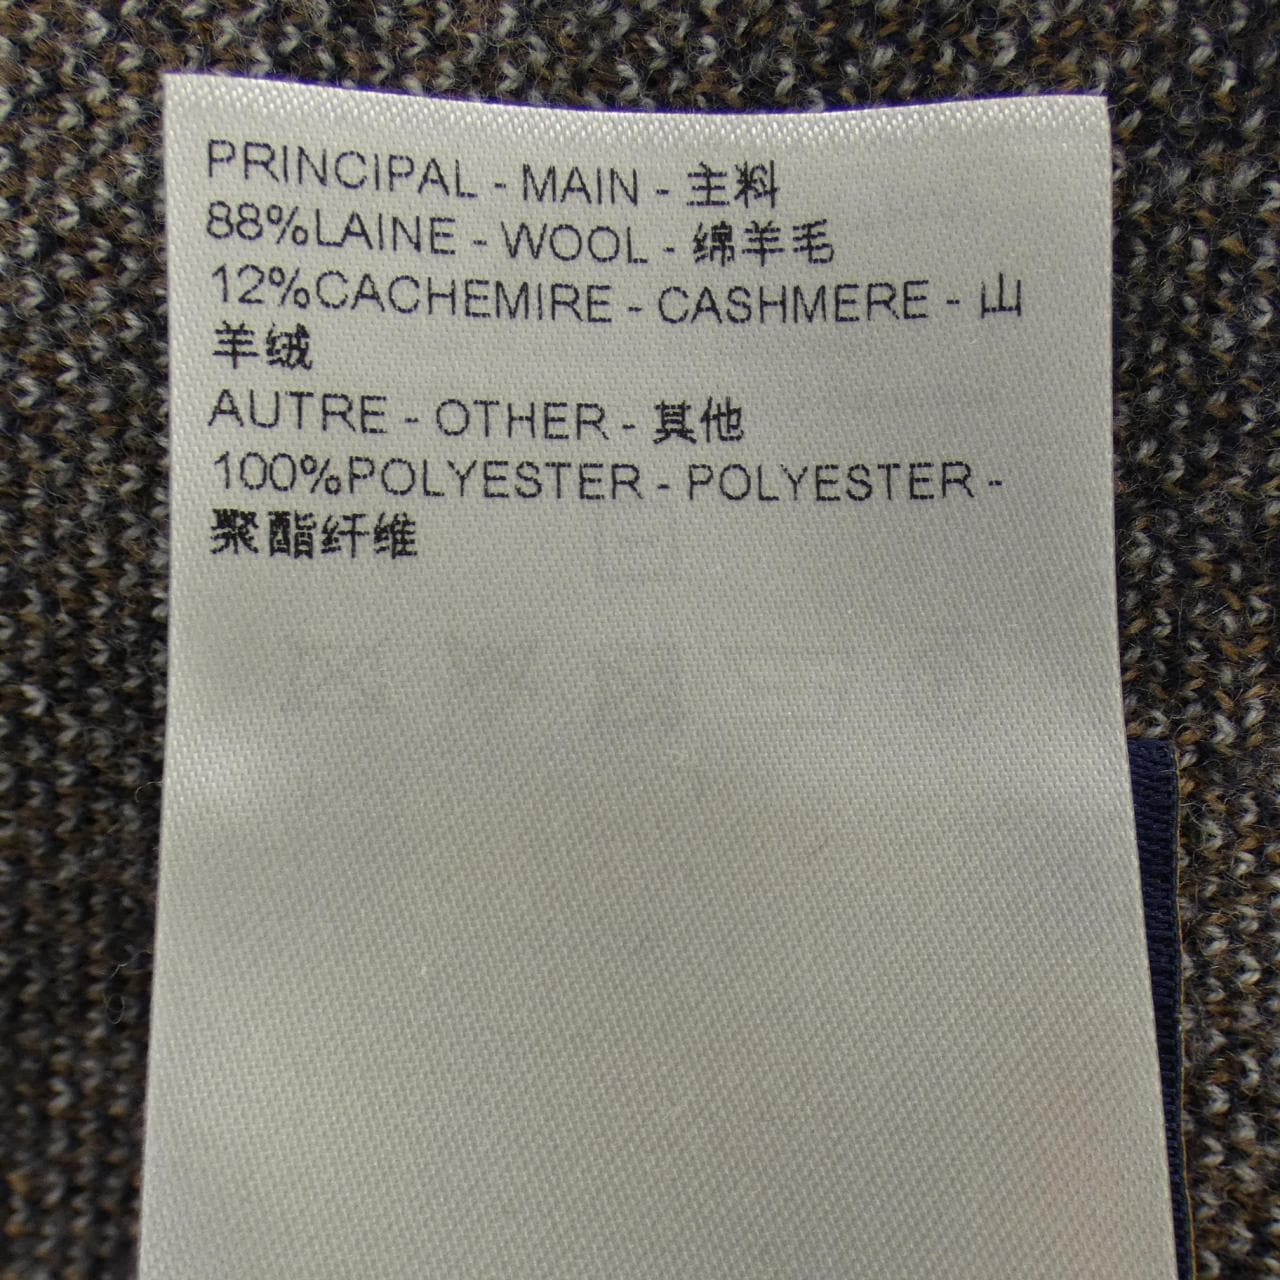 PRINCIPAL - MAIN - 主料
88%LAINE - WOOL - 绵羊毛
12%CACHEMIRE - CASHMERE - 山
羊绒
AUTRE - OTHER - 其他
100%POLYESTER - POLYESTER -
聚酯纤维